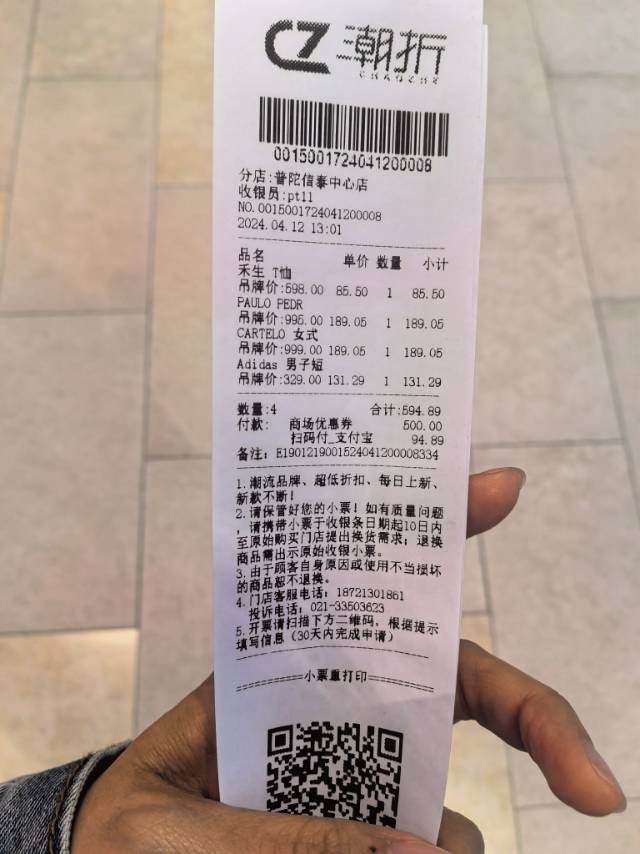 CZ 潮折
CHAOZHE
0015001724041200008
分店:普陀信泰中心店
收银员:pt11
NO.0015001724041200008
2024.04.12 13:01
品名 单价 数量 小计
禾生 T恤
吊牌价:598.00 85.50 1 85.50
PAULO PEDR
吊牌价:995.00 189.05 1 189.05
CARTELO 女式
吊牌价:999.00 189.05 1 189.05
Adidas 男子短
吊牌价:329.00 131.29 1 131.29
数量:4 合计:594.89
付款: 商场优惠券 500.00
扫码付_支付宝 94.89
备注: E1901219001524041200008334
1.潮流品牌、超低折扣、每日上新、
新款不断!
2.请保管好您的小票!如有质量问题
,请携带小票于收银条日期起10日内
至原始购买门店提出换货需求;退换
商品需出示原始收银小票。
3.由于顾客自身原因或使用不当损坏
的商品恕不退换。
4.门店客服电话: 18721301861
投诉电话: 021-33503623
5.开票请扫描下方二维码,根据提示
填写信息(30天内完成申请)
==========小票重打印==========